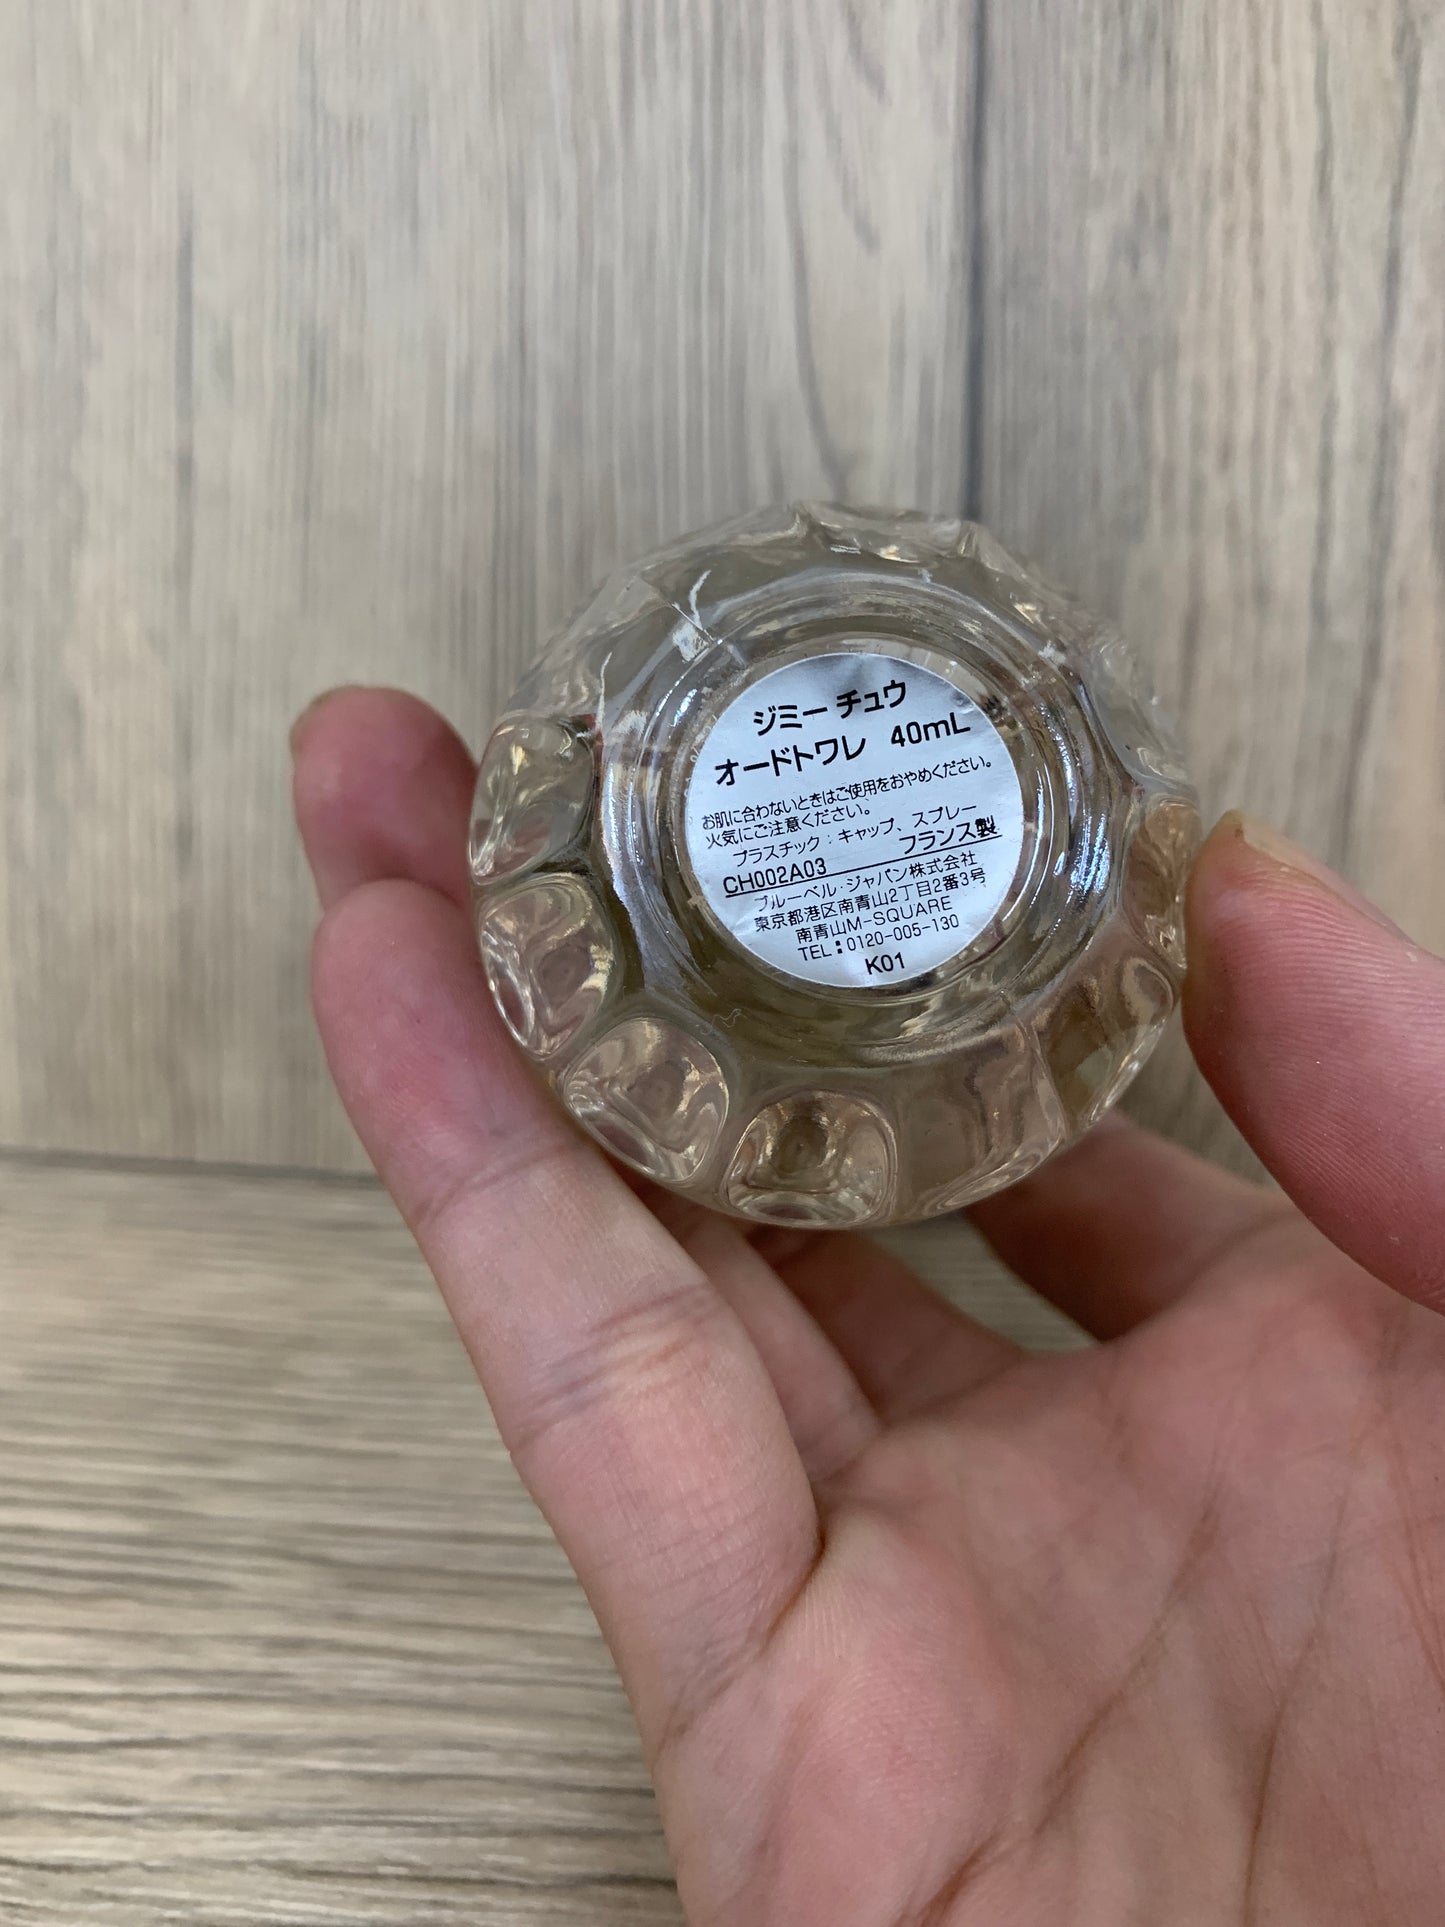 ジミー チュウ
オードトワレ 40mL
お肌に合わないときはご使用をおやめください。
火気にご注意ください。
プラスチック：キャップ、スプレー
CH002A03 フランス製
ブルーベル・ジャパン株式会社
東京都港区南青山2丁目2番3号
南青山M-SQUARE
TEL：0120-005-130
K01